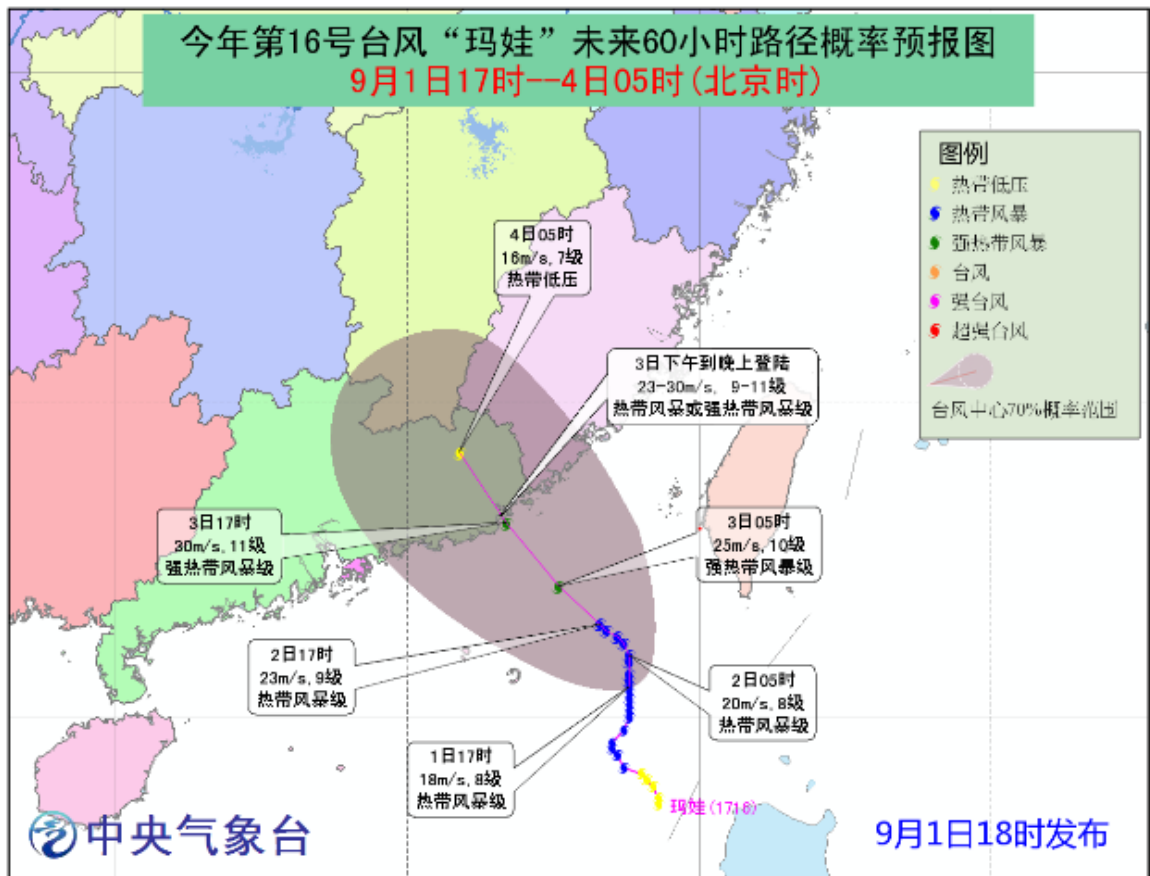 今年第16号台风“玛娃”未来60小时路径概率预报图
9月1日17时--4日05时(北京时)
图例
热带低压
热带风暴
强热带风暴
台风
强台风
超强台风
台风中心70%概率范围
4日05时
16m/s,7级
热带低压
3日下午到晚上登陆
23-30m/s, 9-11级
热带风暴或强热带风暴级
3日17时
30m/s,11级
强热带风暴级
3日05时
25m/s,10级
强热带风暴级
2日17时
23m/s,9级
热带风暴级
2日05时
20m/s,8级
热带风暴级
1日17时
18m/s,8级
热带风暴级
玛娃(1716)
中央气象台
9月1日18时发布